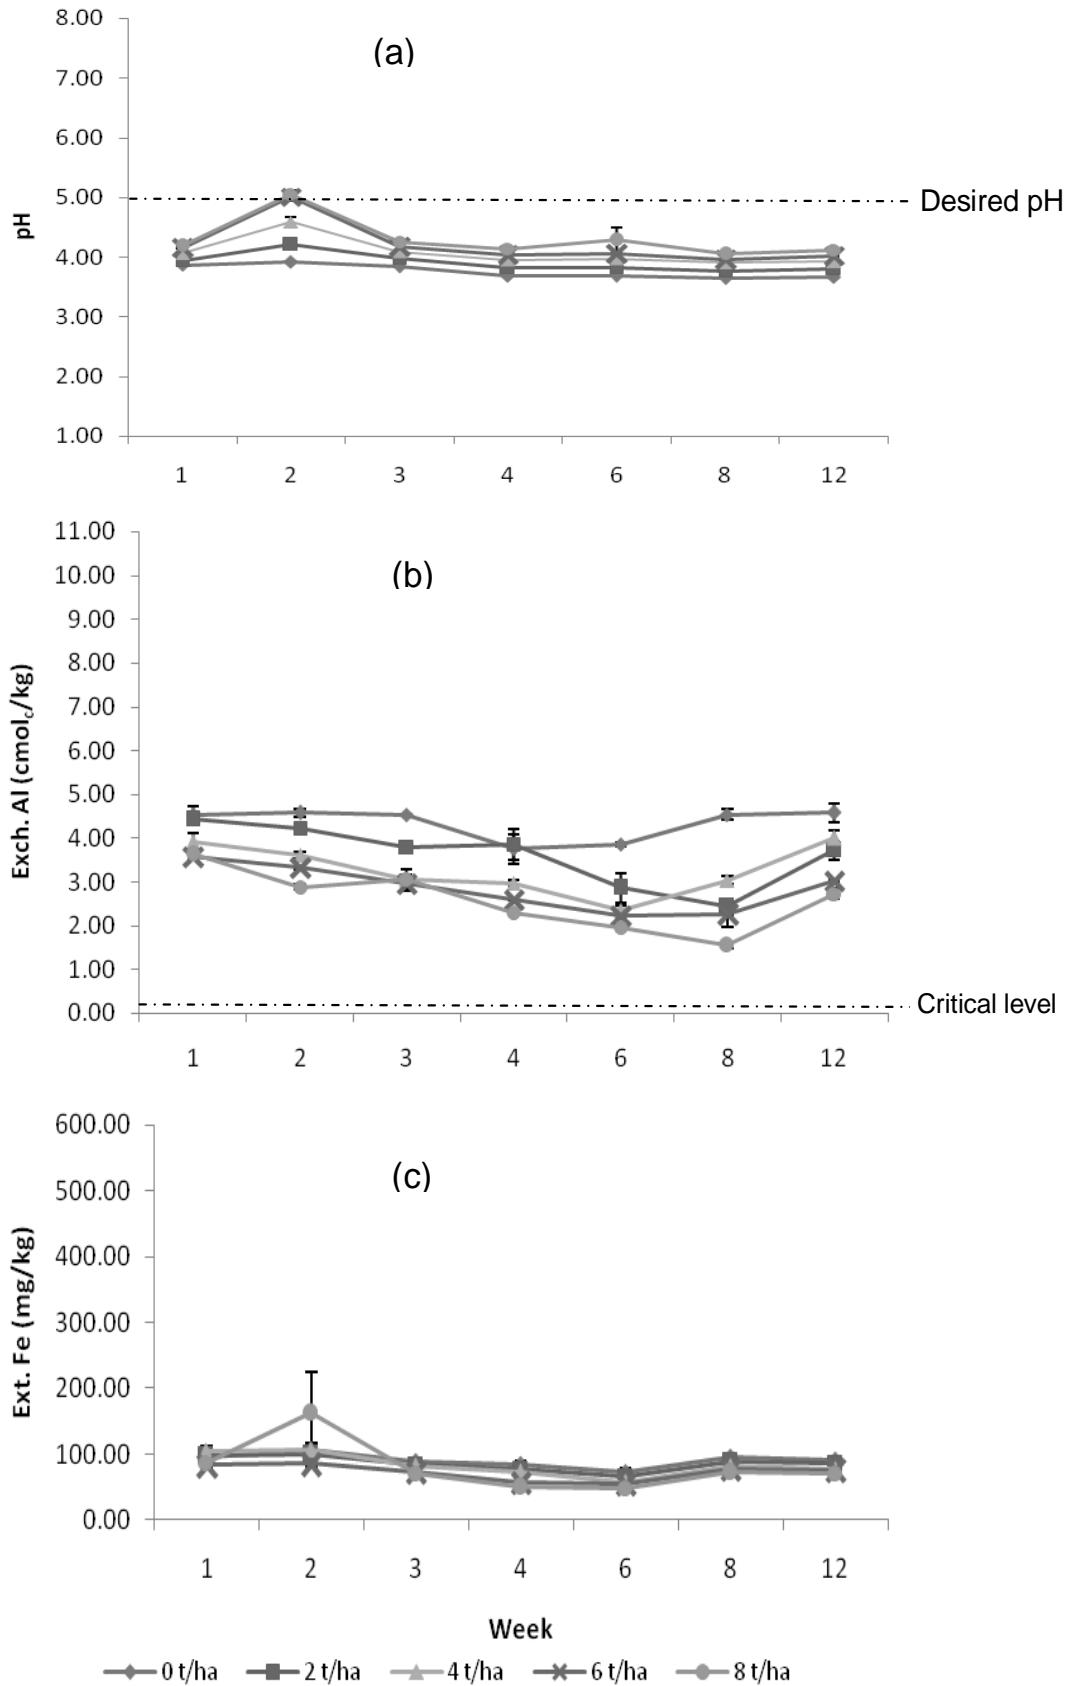 (a)
8.00
7.00
6.00
5.00
4.00
3.00
2.00
1.00
pH
Desired pH
1 2 3 4 6 8 12
(b)
11.00
10.00
9.00
8.00
7.00
6.00
5.00
4.00
3.00
2.00
1.00
0.00
Exch. Al (cmolc/kg)
Critical level
1 2 3 4 6 8 12
(c)
600.00
500.00
400.00
300.00
200.00
100.00
0.00
Ext. Fe (mg/kg)
1 2 3 4 6 8 12
Week
0 t/ha 2 t/ha 4 t/ha 6 t/ha 8 t/ha